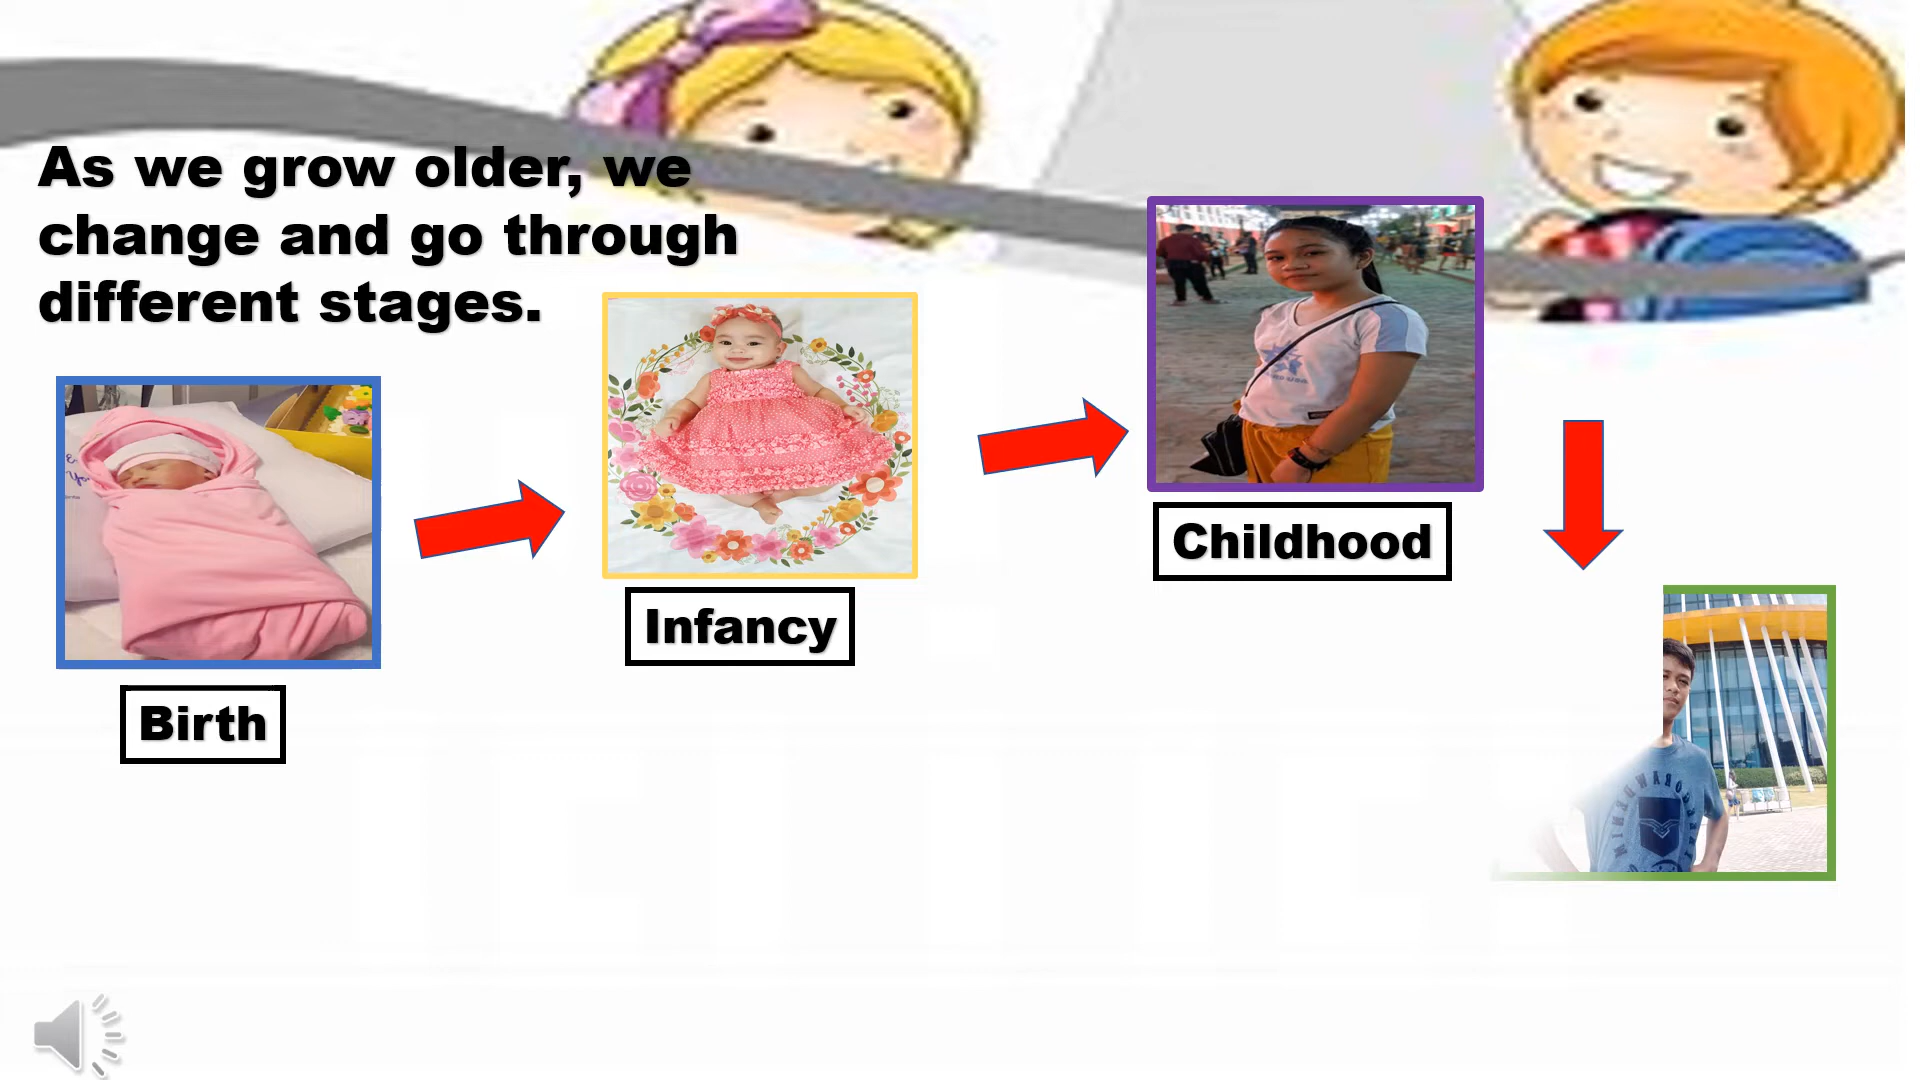 As we grow older, we
change and go through
different stages.
Childhood
Infancy
Birth